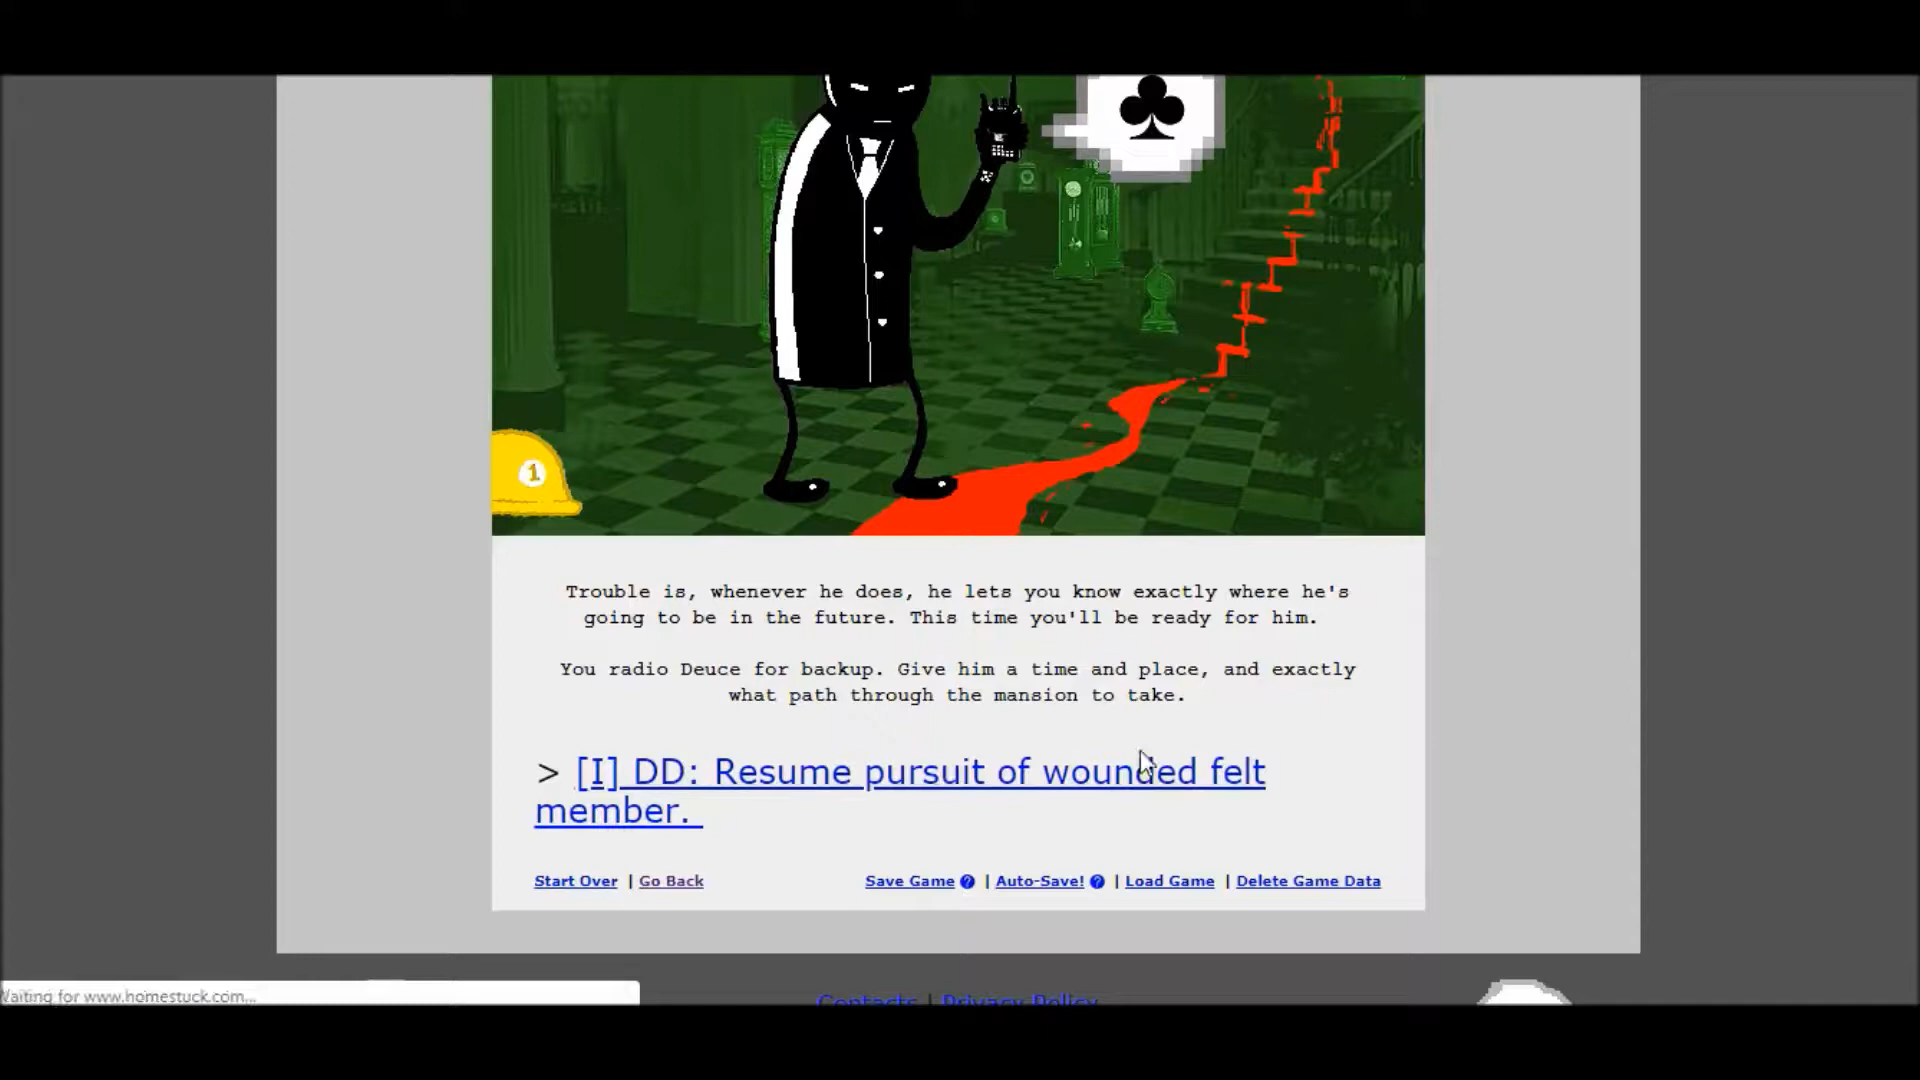 1
Trouble is, whenever he does, he lets you know exactly where he's
going to be in the future. This time you'll be ready for him.
You radio Deuce for backup. Give him a time and place, and exactly
what path through the mansion to take.
> [I] DD: Resume pursuit of wounded felt
member.
Start Over | Go Back Save Game ? | Auto-Save! ? | Load Game | Delete Game Data
Waiting for www.homestuck.com...
Contacts | Privacy Policy